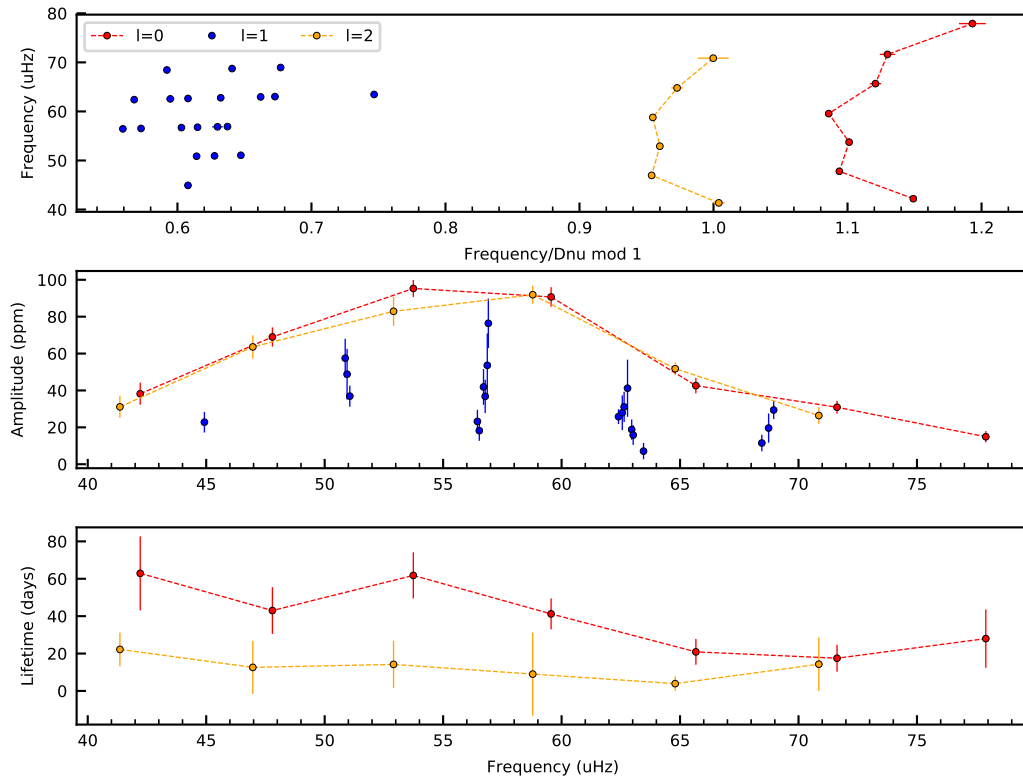 80
70
60
50
40
Frequency (uHz)
l=0 l=1 l=2
0.6 0.7 0.8 0.9 1.0 1.1 1.2
Frequency/Dnu mod 1
100
80
60
40
20
0
Amplitude (ppm)
40 45 50 55 60 65 70 75
80
60
40
20
0
Lifetime (days)
40 45 50 55 60 65 70 75
Frequency (uHz)